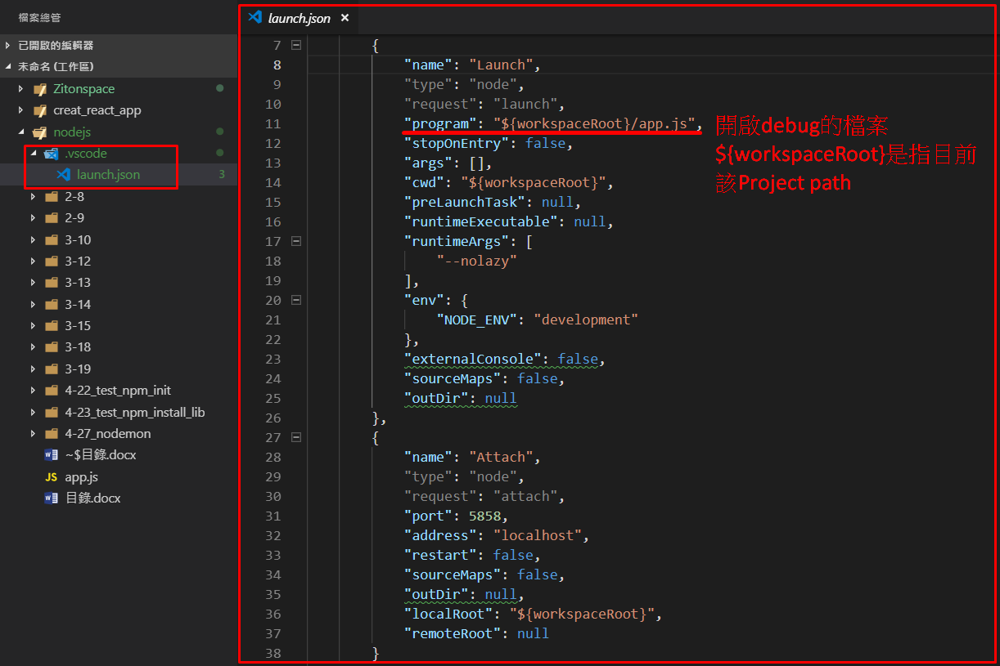 檔案總管
已開啟的編輯器
未命名 (工作區)
Zitonspace
creat_react_app
nodejs
.vscode
launch.json 3
2-8
2-9
3-10
3-12
3-13
3-14
3-15
3-18
3-19
4-22_test_npm_init
4-23_test_npm_install_lib
4-27_nodemon
~$目錄.docx
JS app.js
目錄.docx
launch.json ×
7 {
8 "name": "Launch",
9 "type": "node",
10 "request": "launch",
11 "program": "${workspaceRoot}/app.js",
12 "stopOnEntry": false,
13 "args": [],
14 "cwd": "${workspaceRoot}",
15 "preLaunchTask": null,
16 "runtimeExecutable": null,
17 "runtimeArgs": [
18 "--nolazy"
19 ],
20 "env": {
21 "NODE_ENV": "development"
22 },
23 "externalConsole": false,
24 "sourceMaps": false,
25 "outDir": null
26 },
27 {
28 "name": "Attach",
29 "type": "node",
30 "request": "attach",
31 "port": 5858,
32 "address": "localhost",
33 "restart": false,
34 "sourceMaps": false,
35 "outDir": null,
36 "localRoot": "${workspaceRoot}",
37 "remoteRoot": null
38 }
開啟debug的檔案
${workspaceRoot}是指目前
該Project path